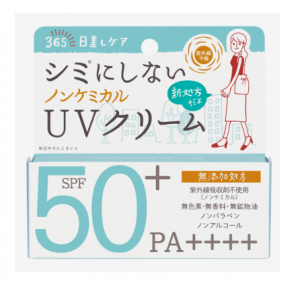 365 日差しケア
紫外線
予報
シミにしない
ノンケミカル
新処方
だよ
UVクリーム
SPF
50+
PA++++
無添加処方
紫外線吸収剤不使用
(ノンケミカル)
無色素・無香料・無鉱物油
ノンパラベン
ノンアルコール